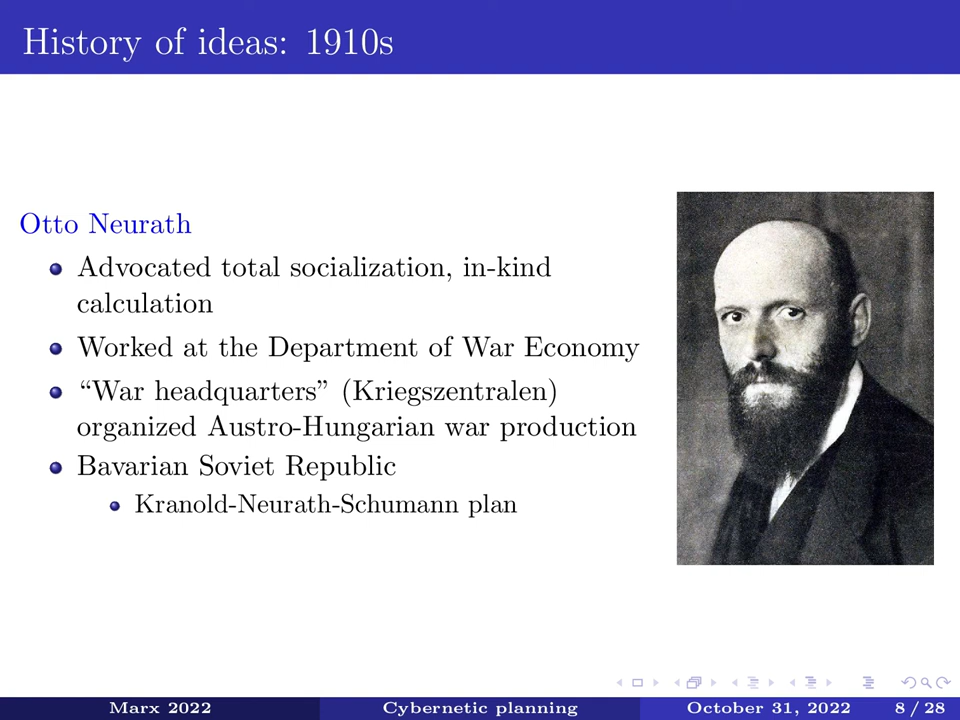 History of ideas: 1910s
Otto Neurath
Advocated total socialization, in-kind
calculation
Worked at the Department of War Economy
“War headquarters” (Kriegszentralen)
organized Austro-Hungarian war production
Bavarian Soviet Republic
Kranold-Neurath-Schumann plan
Marx 2022 Cybernetic planning October 31, 2022 8 / 28